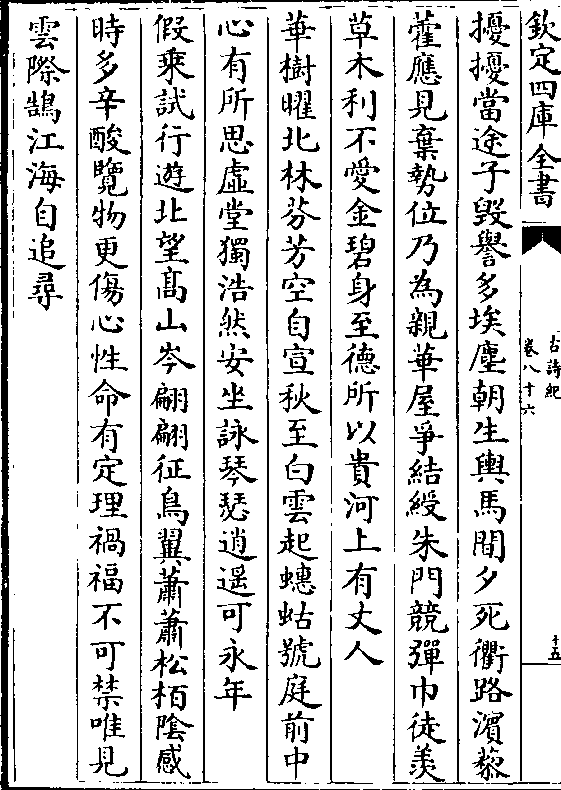 欽定四庫全書
古詩紀
卷八十六
十五
擾擾當途子毀譽多埃塵朝生輿馬間夕死衢路濱藜
藿應見棄勢位乃為親華屋爭結綬朱門競彈巾徒羨
草木利不愛金碧身至德所以貴河上有丈人
華樹曜北林芬芳空自宣秋至白雲起蟪蛄號庭前中
心有所思虛堂獨浩然安坐詠琴瑟逍遥可永年
假乗試行遊北望髙山岑翩翩征鳥翼蕭蕭松栢陰感
時多辛酸覽物更傷心性命有定理禍福不可禁唯見
雲際鵠江海自追尋